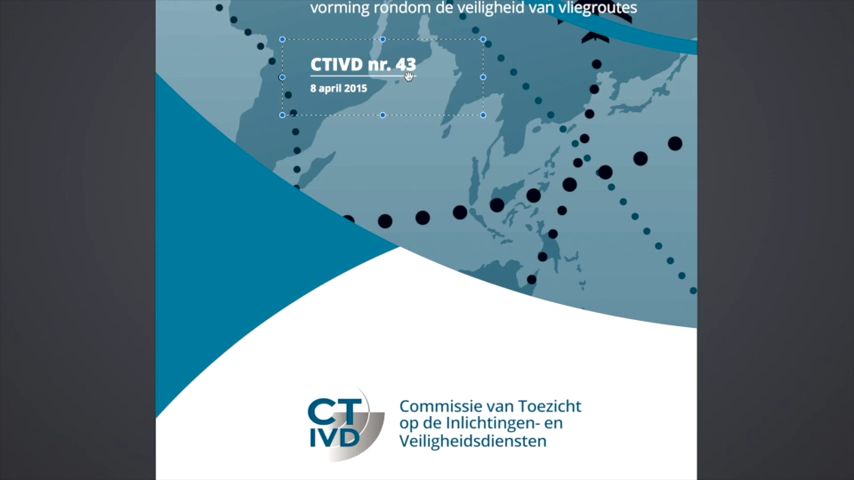 vorming rondom de veiligheid van vliegroutes
CTIVD nr. 43
8 april 2015
CT
IVD
Commissie van Toezicht
op de Inlichtingen- en
Veiligheidsdiensten